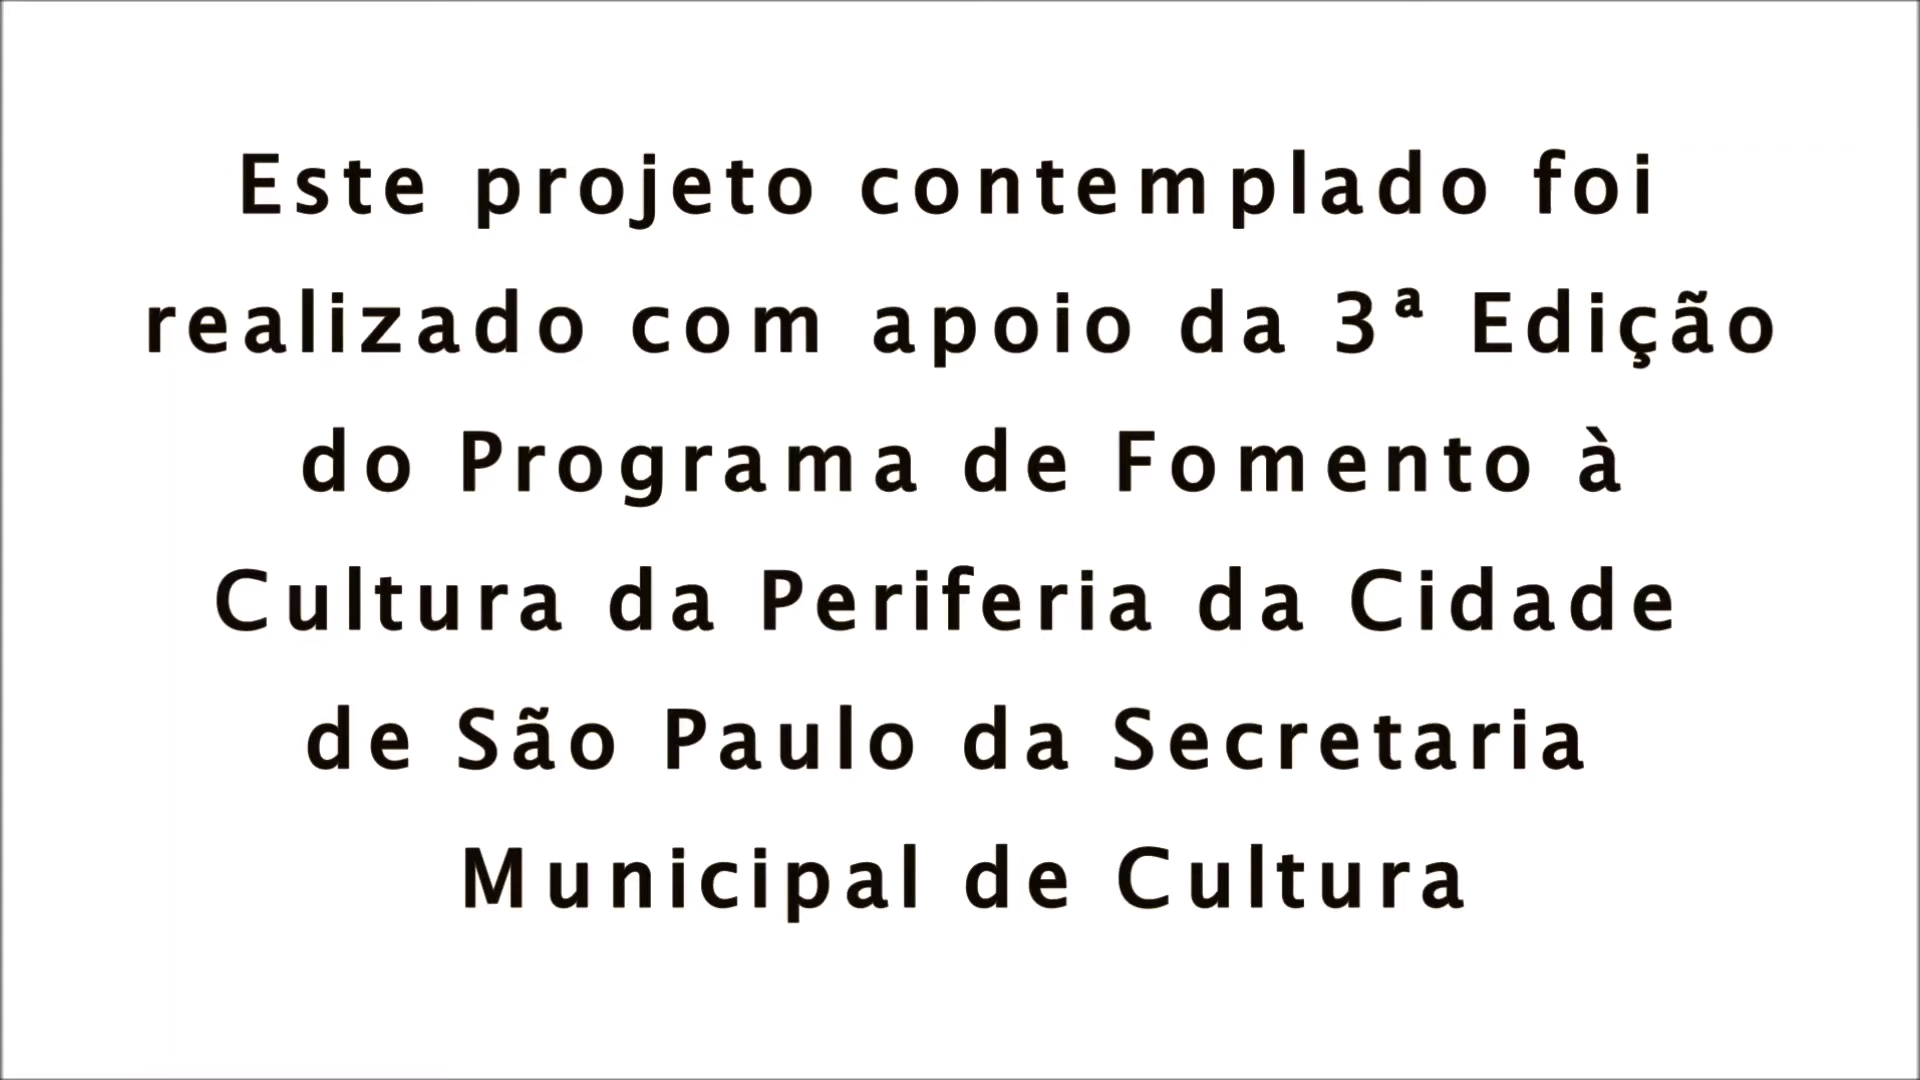 Este projeto contemplado foi
realizado com apoio da 3ª Edição
do Programa de Fomento à
Cultura da Periferia da Cidade
de São Paulo da Secretaria
Municipal de Cultura